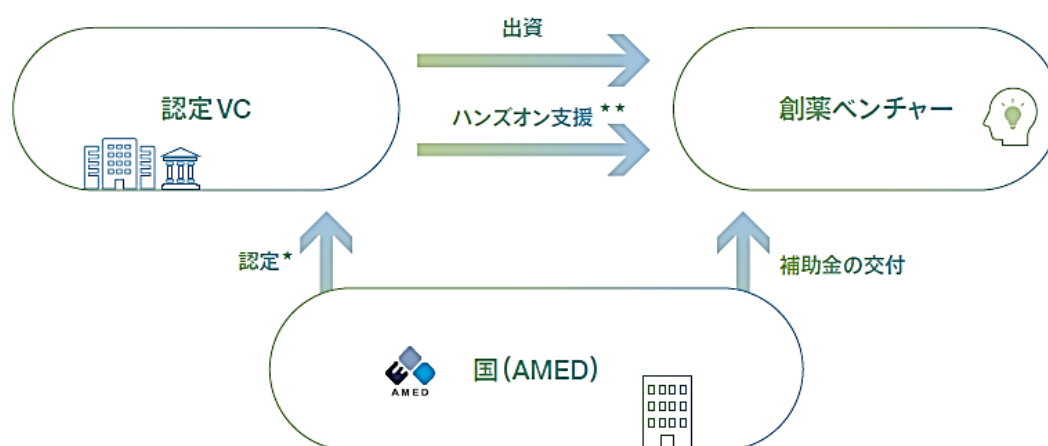 出資
認定VC
ハンズオン支援 ★★
創薬ベンチャー
認定★
補助金の交付
AMED
国(AMED)